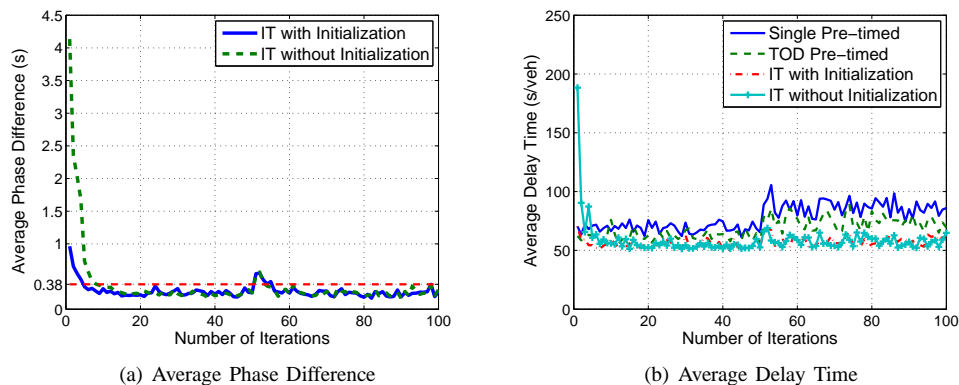 4.5
4
3.5
3
2.5
2
1.5
1
0.38
0
0
20
40
60
80
100
Average Phase Difference (s)
Number of Iterations
IT with Initialization
IT without Initialization
(a) Average Phase Difference
250
200
150
100
50
0
0
20
40
60
80
100
Average Delay Time (s/veh)
Number of Iterations
Single Pre-timed
TOD Pre-timed
IT with Initialization
IT without Initialization
(b) Average Delay Time